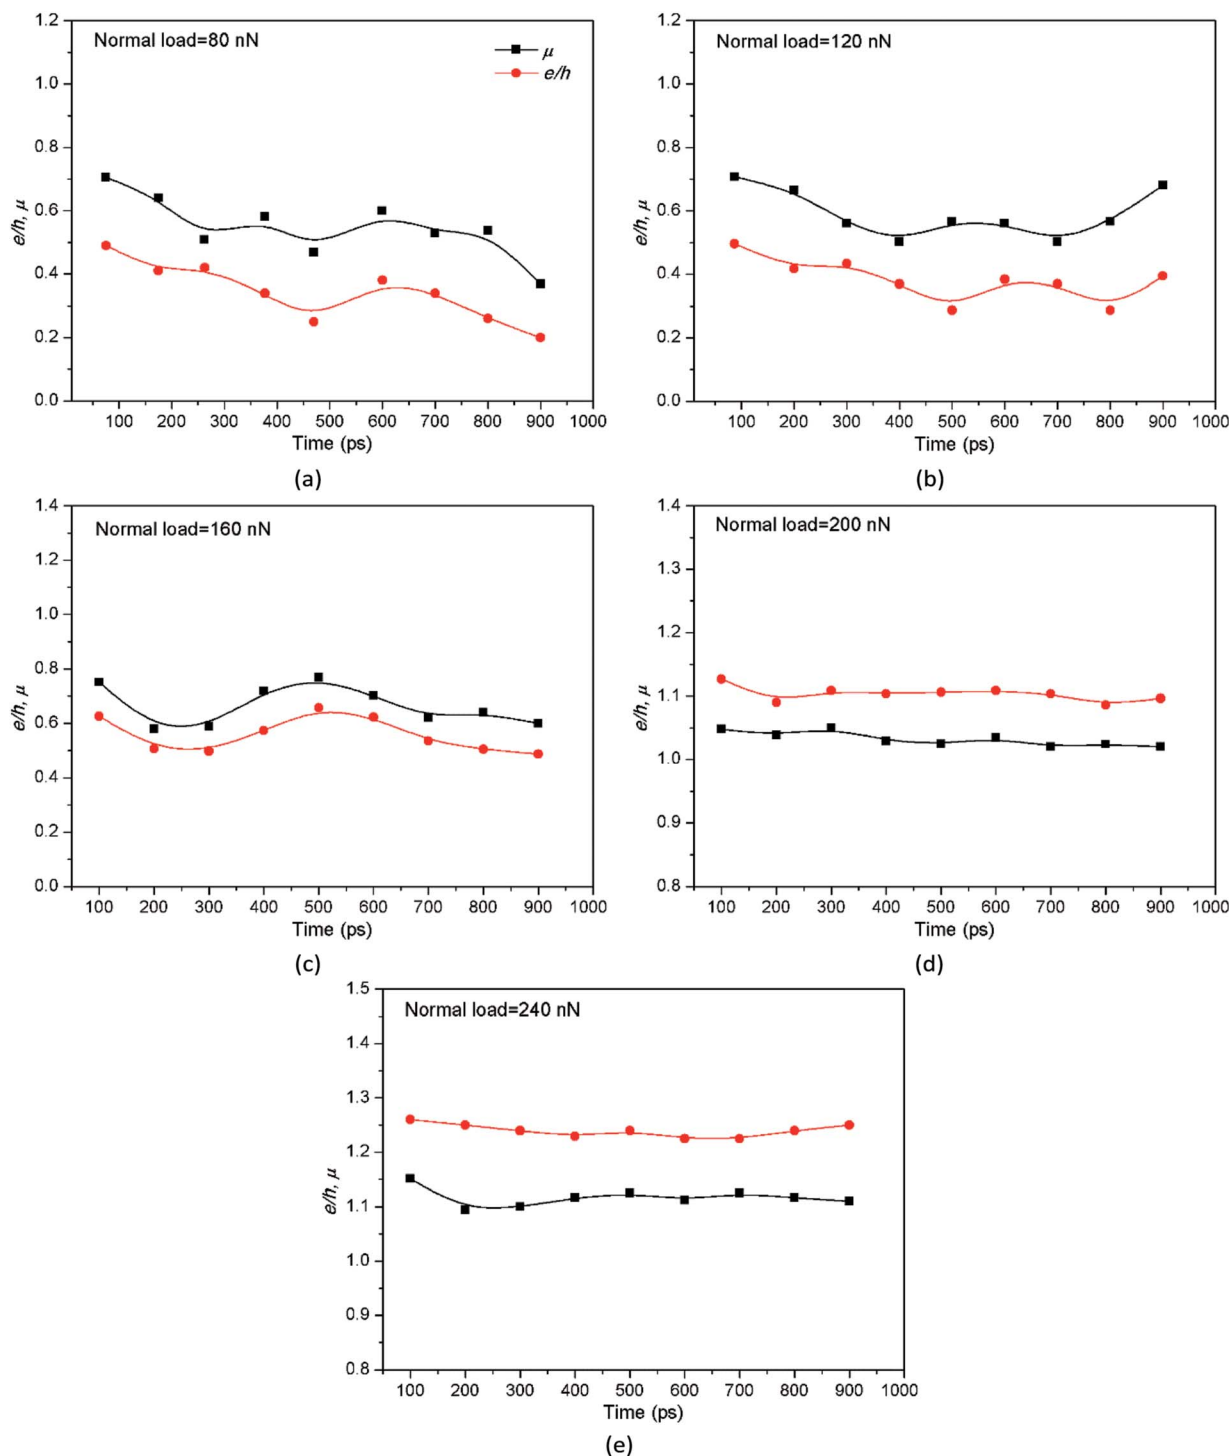 Normal load=80 nN
μ
e/h
1.2
1.0
0.8
0.6
0.4
0.2
0.0
e/h, μ
100 200 300 400 500 600 700 800 900 1000
Time (ps)
(a)
Normal load=120 nN
1.2
1.0
0.8
0.6
0.4
0.2
0.0
e/h, μ
100 200 300 400 500 600 700 800 900 1000
Time (ps)
(b)
Normal load=160 nN
1.4
1.2
1.0
0.8
0.6
0.4
0.2
0.0
e/h, μ
100 200 300 400 500 600 700 800 900 1000
Time (ps)
(c)
Normal load=200 nN
1.4
1.3
1.2
1.1
1.0
0.9
0.8
e/h, μ
100 200 300 400 500 600 700 800 900 1000
Time (ps)
(d)
Normal load=240 nN
1.5
1.4
1.3
1.2
1.1
1.0
0.9
0.8
e/h, μ
100 200 300 400 500 600 700 800 900 1000
Time (ps)
(e)